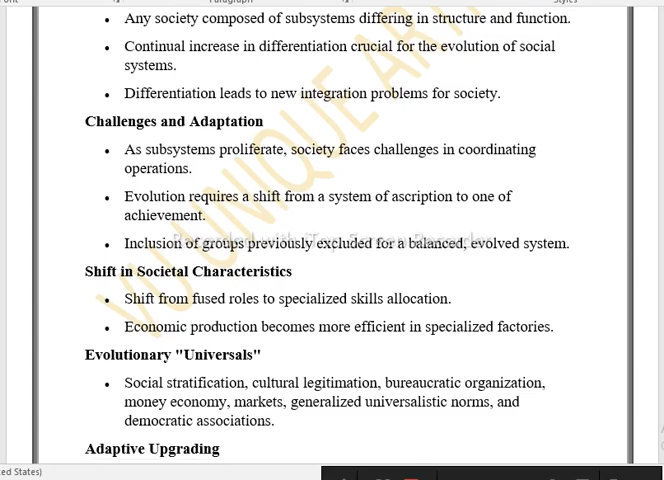 Paragraph
Styles
• Any society composed of subsystems differing in structure and function.
• Continual increase in differentiation crucial for the evolution of social
systems.
• Differentiation leads to new integration problems for society.
Challenges and Adaptation
• As subsystems proliferate, society faces challenges in coordinating
operations.
• Evolution requires a shift from a system of ascription to one of
achievement.
• Inclusion of groups previously excluded for a balanced, evolved system.
Recorded with iTop Screen Recorder
Shift in Societal Characteristics
• Shift from fused roles to specialized skills allocation.
• Economic production becomes more efficient in specialized factories.
Evolutionary "Universals"
• Social stratification, cultural legitimation, bureaucratic organization,
money economy, markets, generalized universalistic norms, and
democratic associations.
Adaptive Upgrading
VU UNIQUE
ed States)